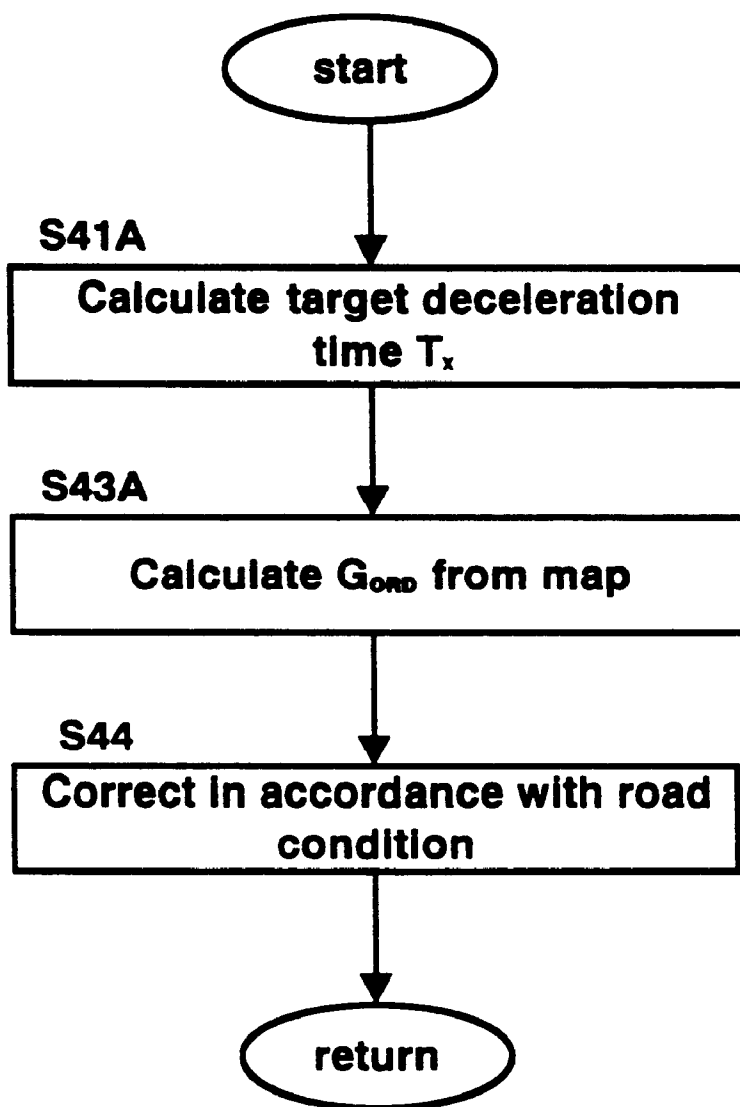 start
S41A
Calculate target deceleration
time Tx
S43A
Calculate GORD from map
S44
Correct in accordance with road
condition
return